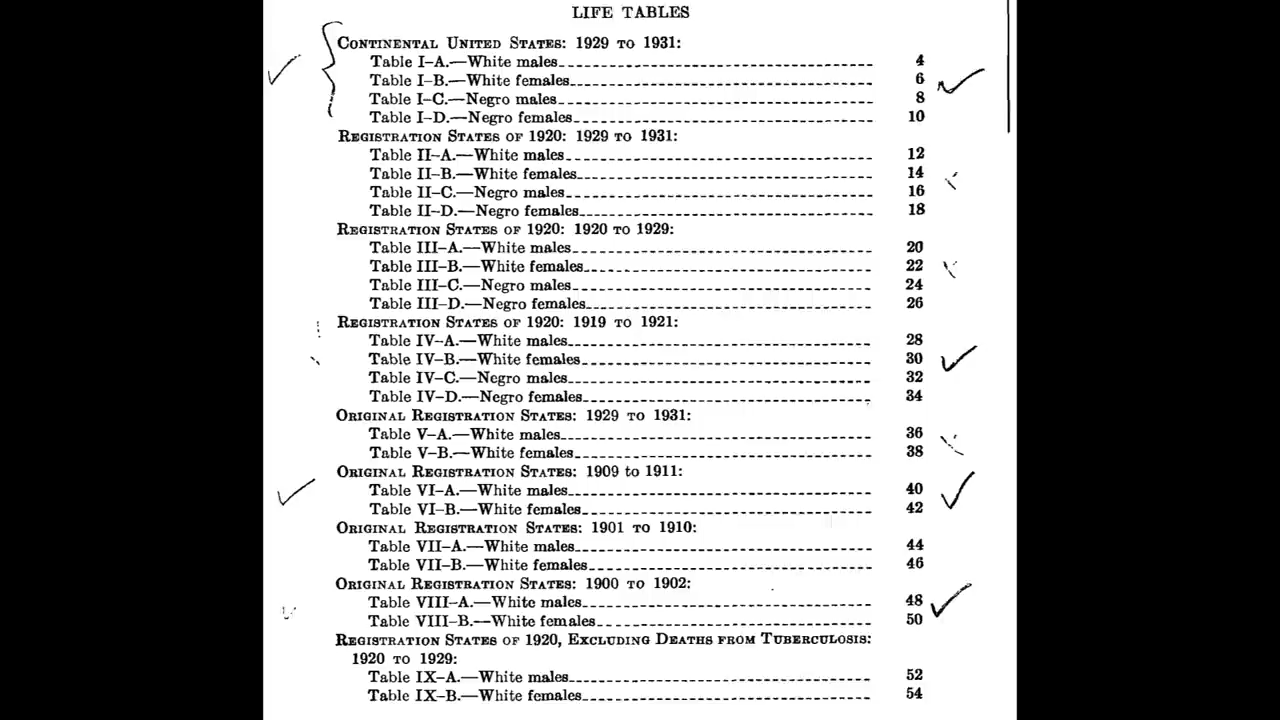 LIFE TABLES
CONTINENTAL UNITED STATES: 1929 TO 1931:
Table I-A.—White males 4
Table I-B.—White females 6
Table I-C.—Negro males 8
Table I-D.—Negro females 10
REGISTRATION STATES OF 1920: 1929 TO 1931:
Table II-A.—White males 12
Table II-B.—White females 14
Table II-C.—Negro males 16
Table II-D.—Negro females 18
REGISTRATION STATES OF 1920: 1920 TO 1929:
Table III-A.—White males 20
Table III-B.—White females 22
Table III-C.—Negro males 24
Table III-D.—Negro females 26
REGISTRATION STATES OF 1920: 1919 TO 1921:
Table IV-A.—White males 28
Table IV-B.—White females 30
Table IV-C.—Negro males 32
Table IV-D.—Negro females 34
ORIGINAL REGISTRATION STATES: 1929 TO 1931:
Table V-A.—White males 36
Table V-B.—White females 38
ORIGINAL REGISTRATION STATES: 1909 to 1911:
Table VI-A.—White males 40
Table VI-B.—White females 42
ORIGINAL REGISTRATION STATES: 1901 TO 1910:
Table VII-A.—White males 44
Table VII-B.—White females 46
ORIGINAL REGISTRATION STATES: 1900 TO 1902:
Table VIII-A.—White males 48
Table VIII-B.—White females 50
REGISTRATION STATES OF 1920, EXCLUDING DEATHS FROM TUBERCULOSIS:
1920 TO 1929:
Table IX-A.—White males 52
Table IX-B.—White females 54